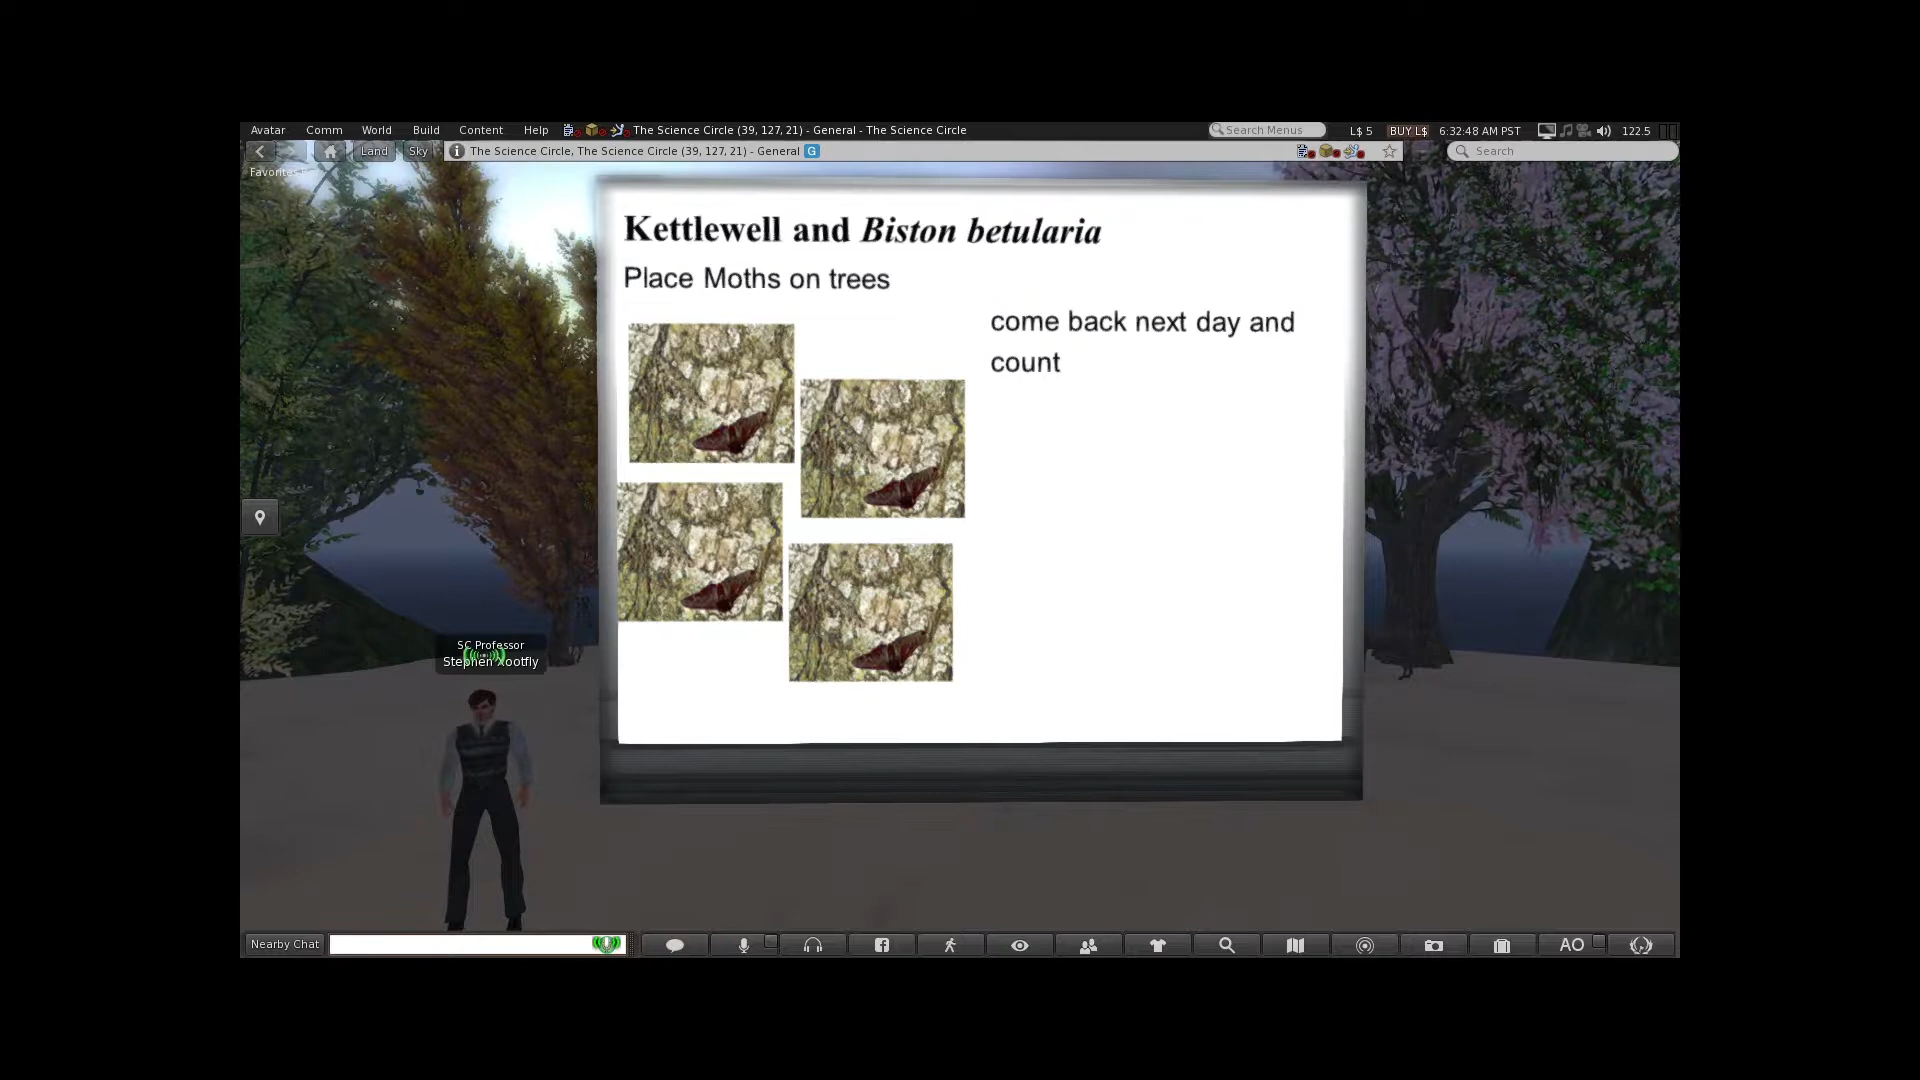 Avatar Comm World Build Content Help The Science Circle (39, 127, 21) - General - The Science Circle Search Menus L$ 5 BUY L$ 6:32:48 AM PST 122.5
Land Sky The Science Circle, The Science Circle (39, 127, 21) - General G Search
Favorites
Kettlewell and Biston betularia
Place Moths on trees
come back next day and
count
SC Professor
Stephen Xootfly
Nearby Chat AO